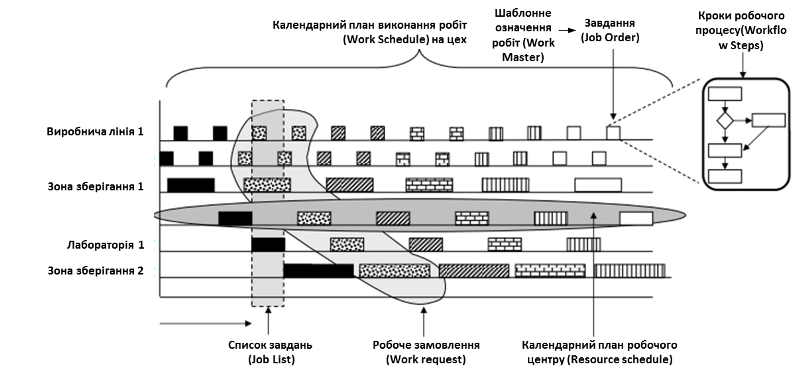 Календарний план виконання робіт
(Work Schedule) на цех
Шаблонне
означення
робіт (Work
Master)
Завдання
(Job Order)
Кроки робочого
процесу(Workflo
w Steps)
Виробнича лінія 1
Зона зберігання 1
Лабораторія 1
Зона зберігання 2
Список завдань
(Job List)
Робоче замовлення
(Work request)
Календарний план робочого
центру (Resource schedule)